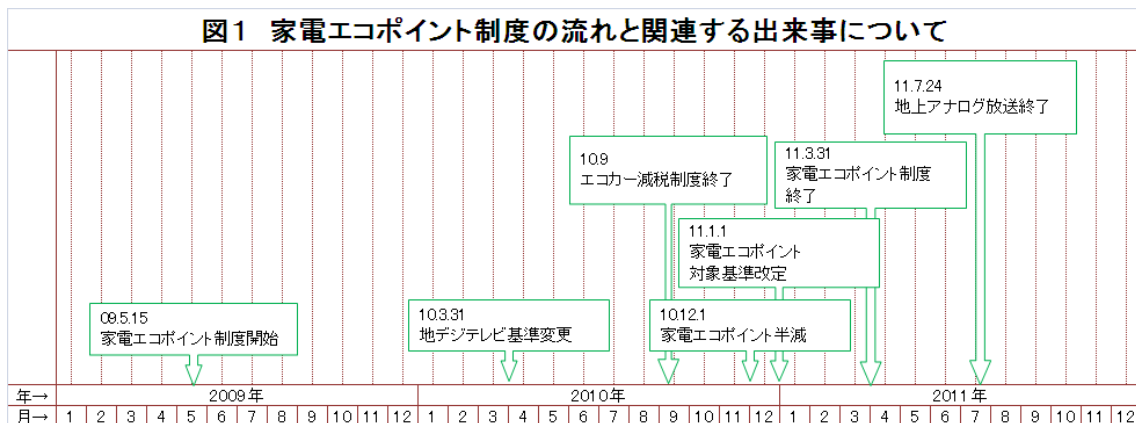 図1 家電エコポイント制度の流れと関連する出来事について
11.7.24
地上アナログ放送終了
10.9
エコカー減税制度終了
11.3.31
家電エコポイント制度
終了
11.1.1
家電エコポイント
対象基準改定
09.5.15
家電エコポイント制度開始
10.3.31
地デジテレビ基準変更
10.12.1
家電エコポイント半減
年→ 2009年 2010年 2011年
月→ 1 2 3 4 5 6 7 8 9 10 11 12 1 2 3 4 5 6 7 8 9 10 11 12 1 2 3 4 5 6 7 8 9 10 11 12